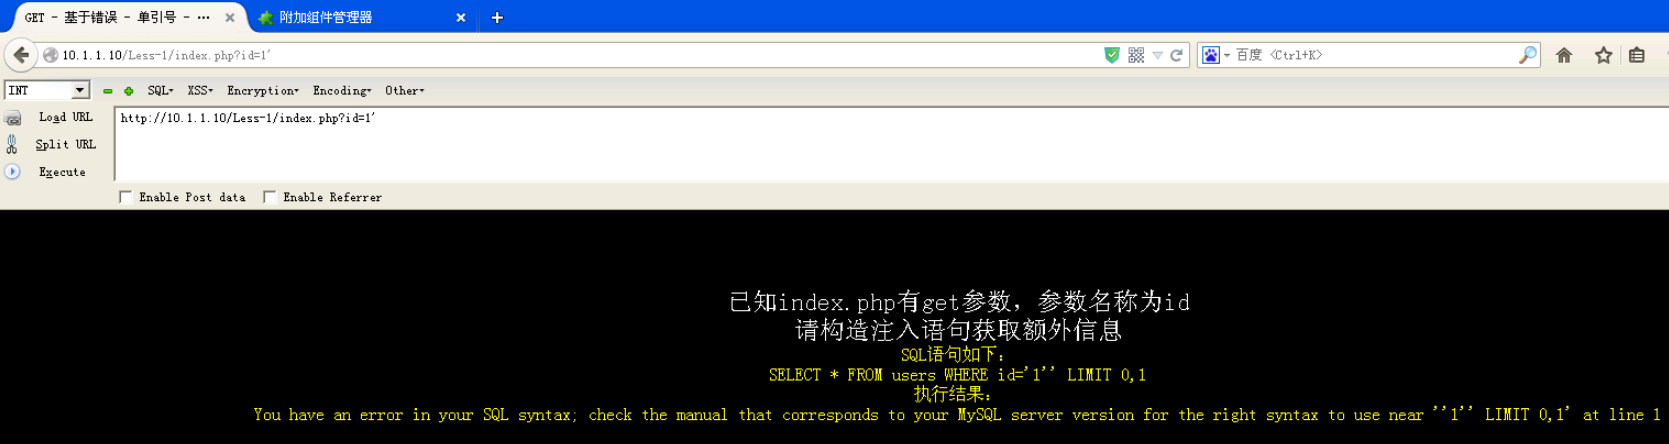 GET - 基于错误 - 单引号 - ...
附加组件管理器
10.1.1.10/Less-1/index.php?id=1'
百度 <Ctrl+K>
INT SQL XSS Encryption Encoding Other
Load URL
http://10.1.1.10/Less-1/index.php?id=1'
Split URL
Execute
Enable Post data Enable Referrer
已知index.php有get参数，参数名称为id
请构造注入语句获取额外信息
SQL语句如下：
SELECT * FROM users WHERE id='1'' LIMIT 0,1
执行结果：
You have an error in your SQL syntax; check the manual that corresponds to your MySQL server version for the right syntax to use near ''1'' LIMIT 0,1' at line 1